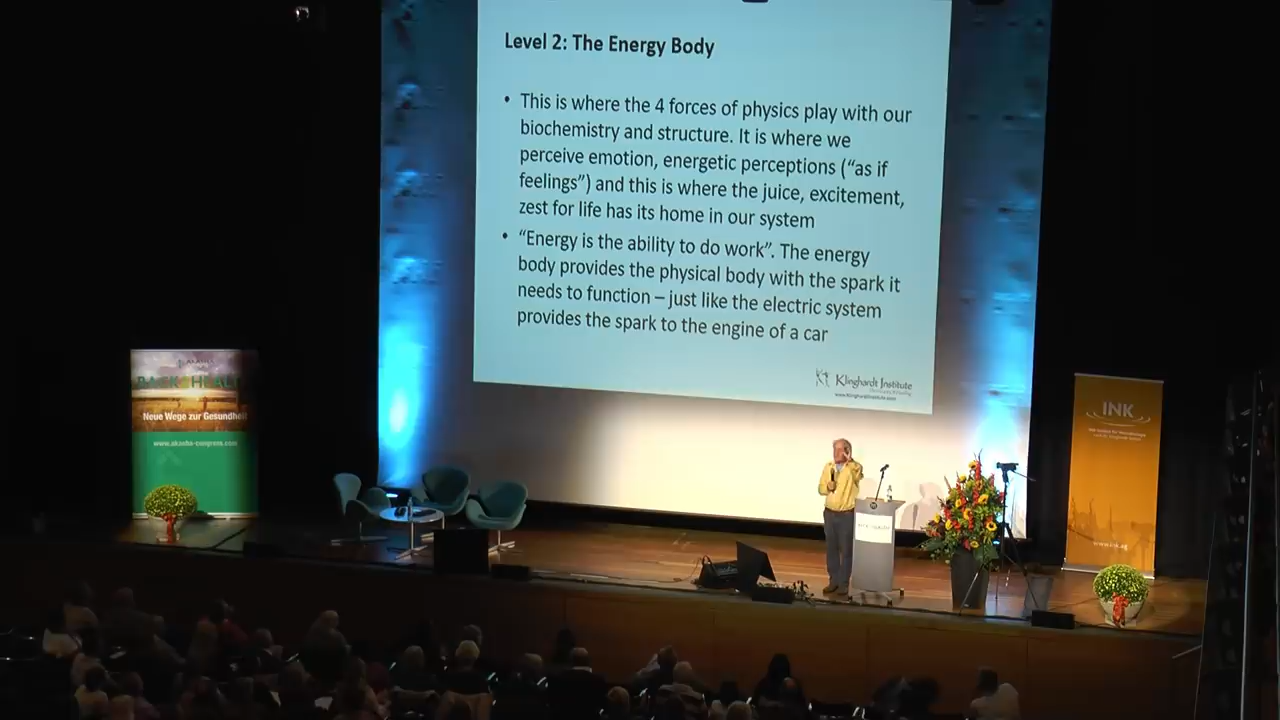 Level 2: The Energy Body
• This is where the 4 forces of physics play with our
biochemistry and structure. It is where we
perceive emotion, energetic perceptions (“as if
feelings”) and this is where the juice, excitement,
zest for life has its home in our system
• “Energy is the ability to do work”. The energy
body provides the physical body with the spark it
needs to function – just like the electric system
provides the spark to the engine of a car
Klinghardt Institute
www.klinghardtinstitute.com
Neue Wege zur Gesundheit
www.akasha-congress.com
INK
www.ink.ag